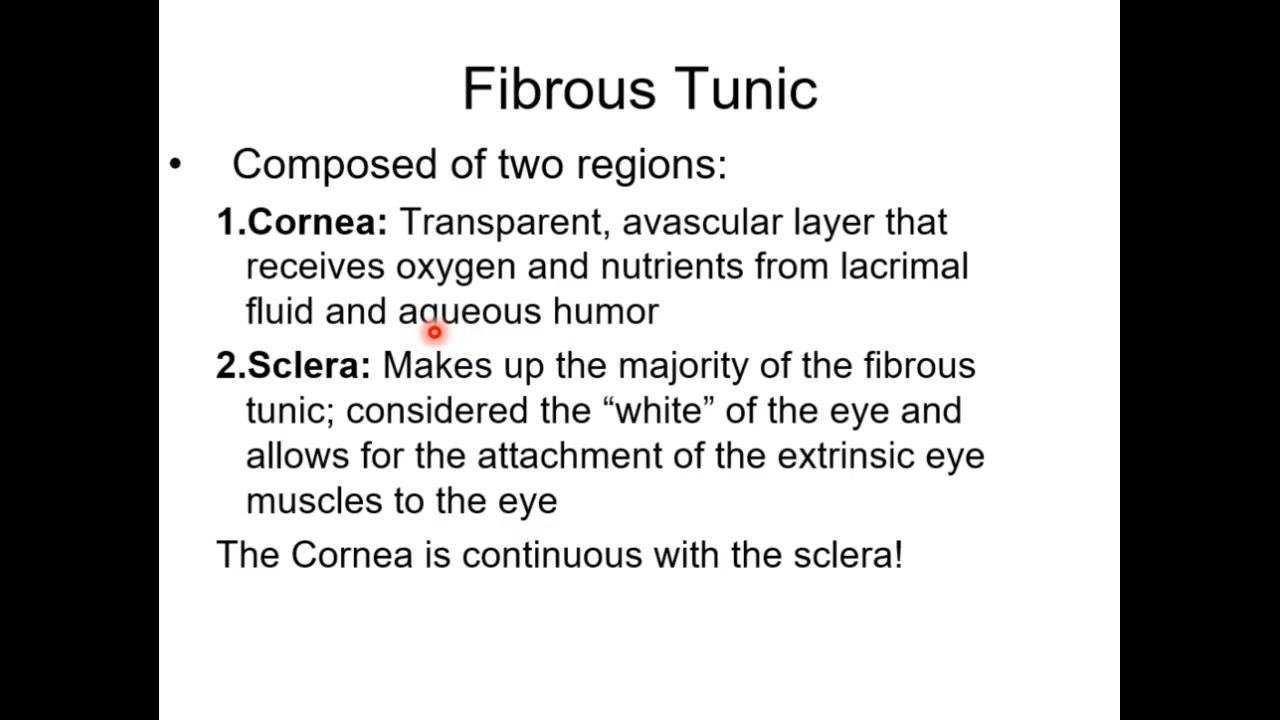 Fibrous Tunic
• Composed of two regions:
1.Cornea: Transparent, avascular layer that
receives oxygen and nutrients from lacrimal
fluid and aqueous humor
2.Sclera: Makes up the majority of the fibrous
tunic; considered the “white” of the eye and
allows for the attachment of the extrinsic eye
muscles to the eye
The Cornea is continuous with the sclera!